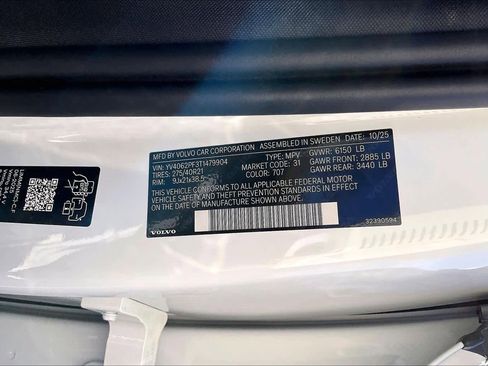 MFD BY VOLVO CAR CORPORATION ASSEMBLED IN SWEDEN 10/25
VIN: YV4062PF3T1479904 TYPE: MPV GVWR: 6150 LB
TIRES: 275/40R21 MARKET CODE: 31 GAWR FRONT: 2885 LB
RIM: 9Jx21x38.5 COLOR: 707 GAWR REAR: 3440 LB
THIS VEHICLE CONFORMS TO ALL APPLICABLE FEDERAL MOTOR
VEHICLE SAFETY AND THEFT PREVENTION STANDARDS IN EFFECT
ON THE DATE OF MANUFACTURE SHOWN ABOVE.
VOLVO 32390594